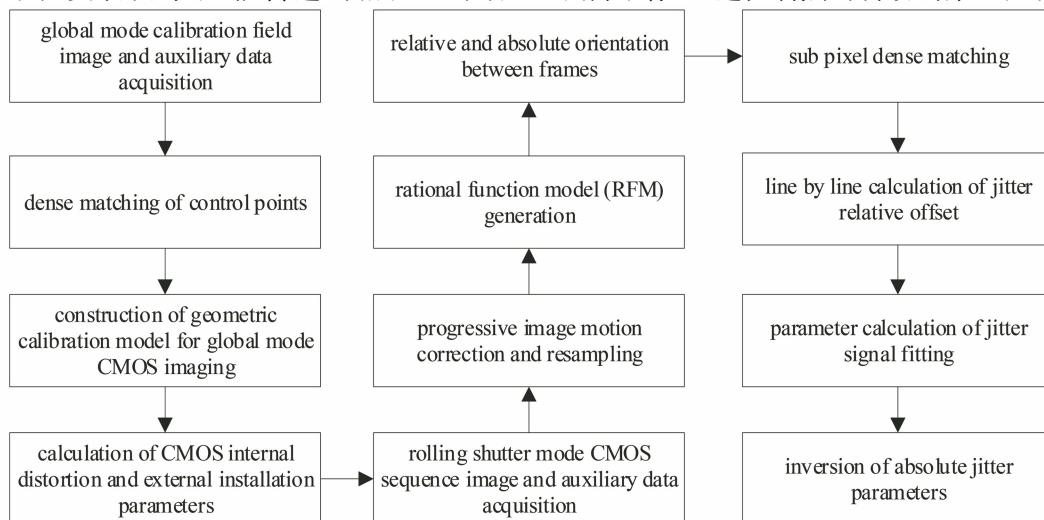 global mode calibration field
image and auxiliary data
acquisition
dense matching of control points
construction of geometric
calibration model for global mode
CMOS imaging
calculation of CMOS internal
distortion and external installation
parameters
rolling shutter mode CMOS
sequence image and auxiliary data
acquisition
progressive image motion
correction and resampling
rational function model (RFM)
generation
relative and absolute orientation
between frames
sub pixel dense matching
line by line calculation of jitter
relative offset
parameter calculation of jitter
signal fitting
inversion of absolute jitter
parameters